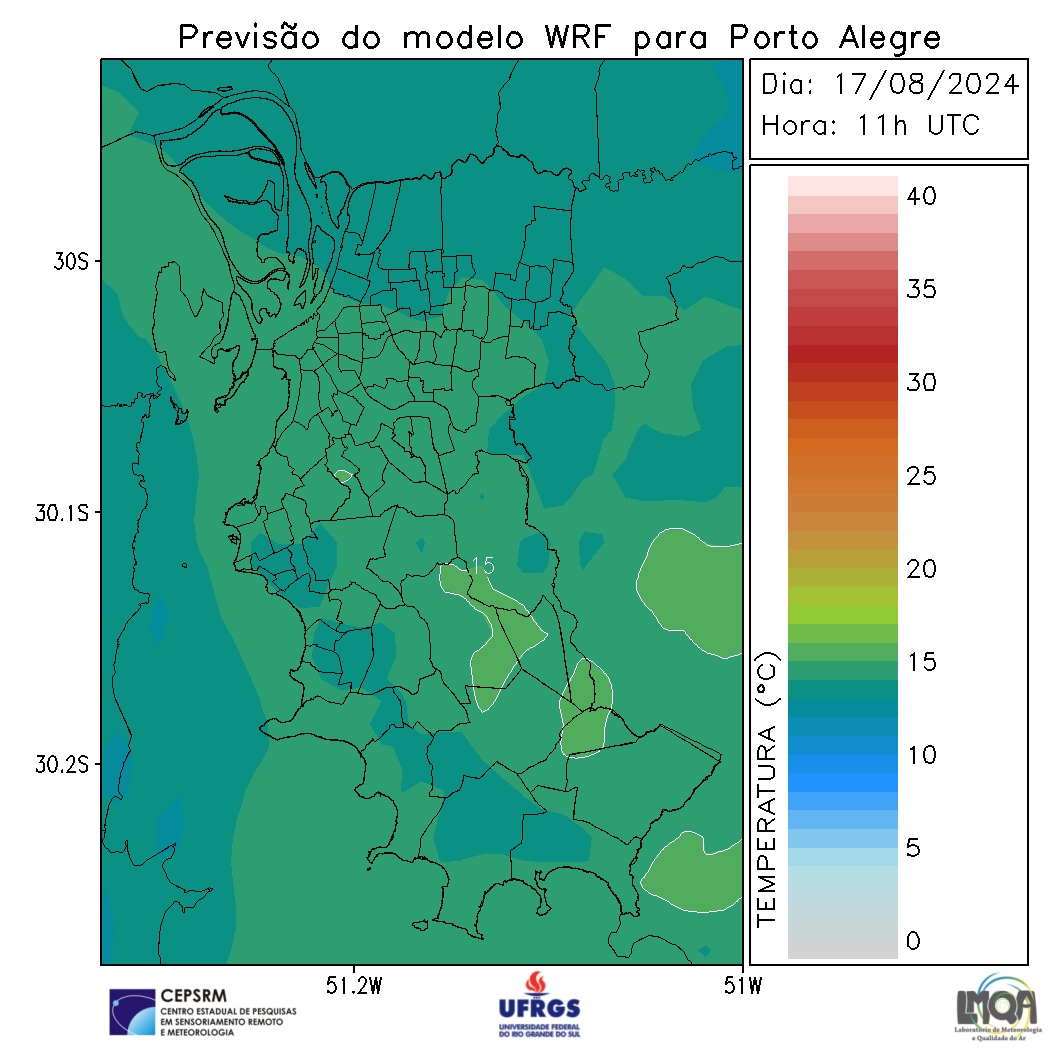 Previsão do modelo WRF para Porto Alegre
Dia: 17/08/2024
Hora: 11h UTC
30S
30.1S
30.2S
51.2W
51W
15
TEMPERATURA (°C)
40
35
30
25
20
15
10
5
0
CEPSRM
CENTRO ESTADUAL DE PESQUISAS
EM SENSORIAMENTO REMOTO
E METEOROLOGIA
UFRGS
UNIVERSIDADE FEDERAL
DO RIO GRANDE DO SUL
LMQA
Laboratório de Meteorologia
e Qualidade do Ar